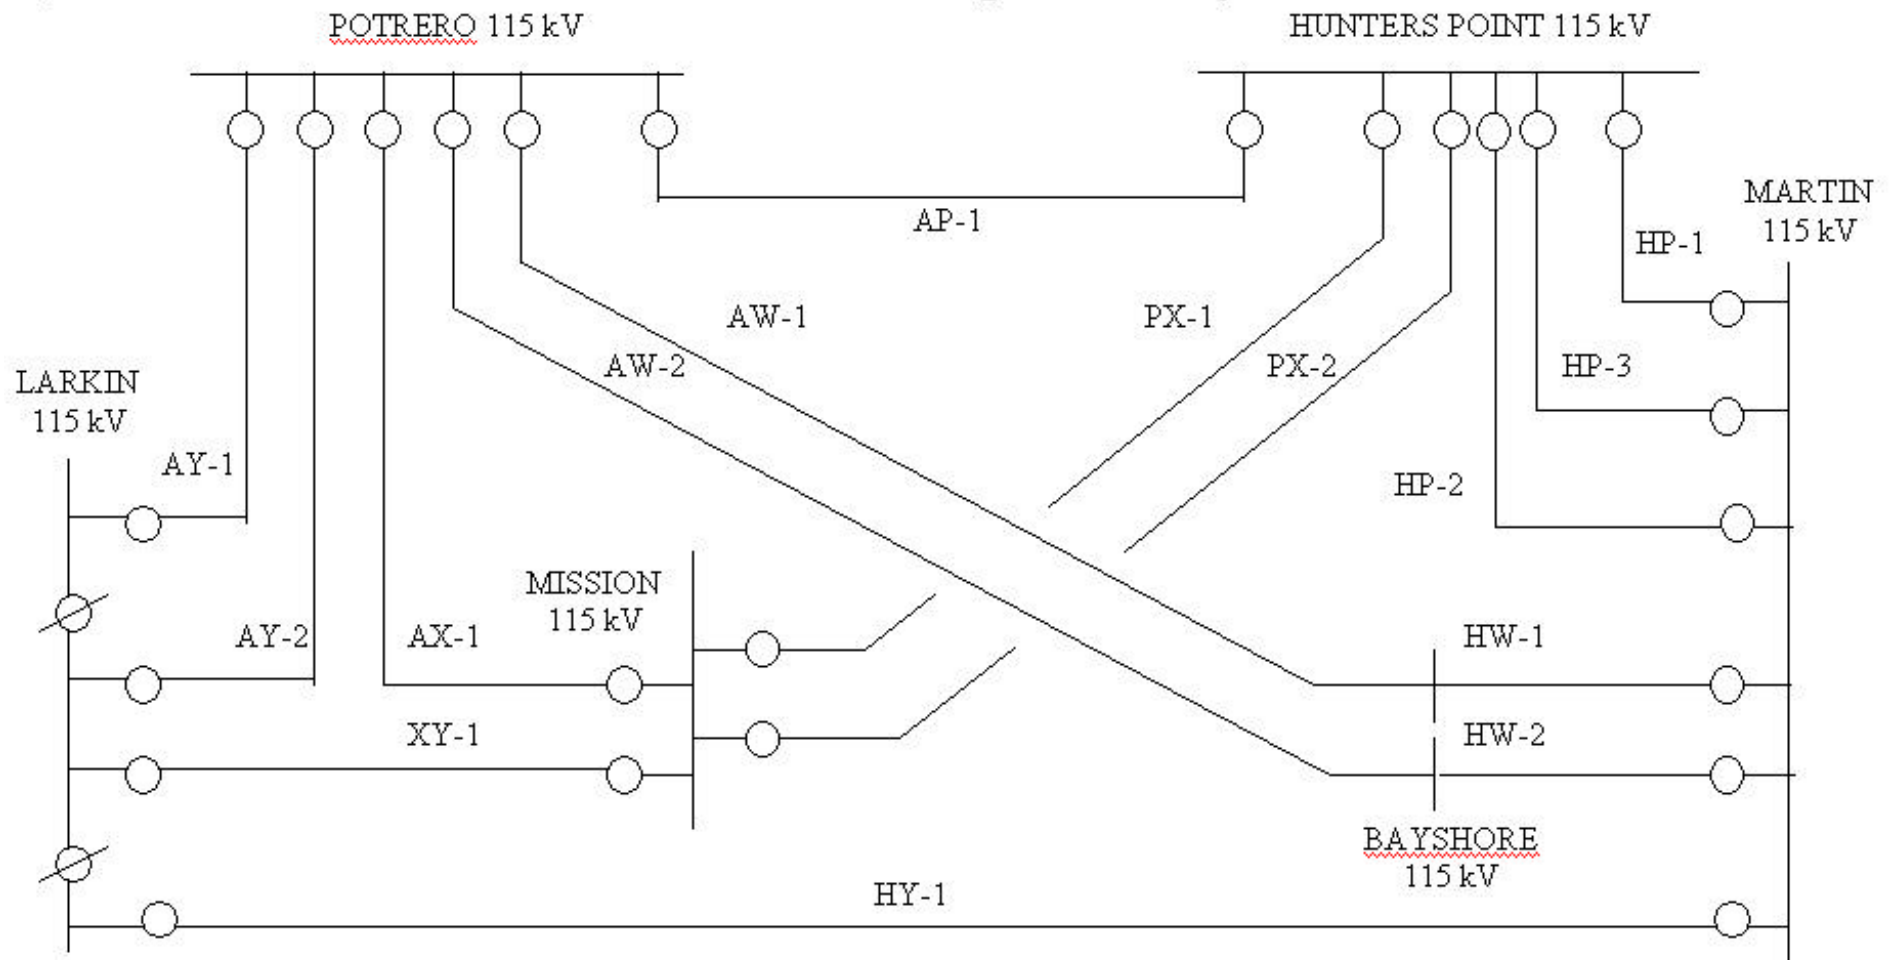 POTRERO 115 kV
HUNTERS POINT 115 kV
MARTIN
115 kV
AP-1
HP-1
AW-1
PX-1
AW-2
PX-2
HP-3
LARKIN
115 kV
AY-1
HP-2
MISSION
115 kV
AY-2
AX-1
HW-1
XY-1
HW-2
BAYSHORE
115 kV
HY-1